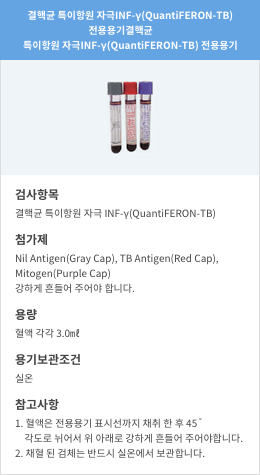 결핵균 특이항원 자극INF-γ(QuantiFERON-TB)
전용용기결핵균
특이항원 자극INF-γ(QuantiFERON-TB) 전용용기
검사항목
결핵균 특이항원 자극 INF-γ(QuantiFERON-TB)
첨가제
Nil Antigen(Gray Cap), TB Antigen(Red Cap),
Mitogen(Purple Cap)
강하게 흔들어 주어야 합니다.
용량
혈액 각각 3.0㎖
용기보관조건
실온
참고사항
1. 혈액은 전용용기 표시선까지 채취 한 후 45˚
각도로 뉘어서 위 아래로 강하게 흔들어 주어야합니다.
2. 채혈 된 검체는 반드시 실온에서 보관합니다.